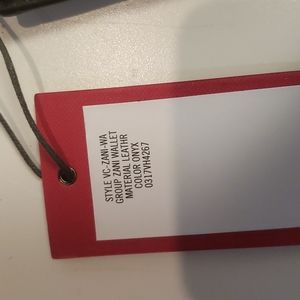 STYLE VC-ZANI-WA
GROUP ZANI WALLET
MATERIAL LEATHR
COLOR ONYX
0317VH4267